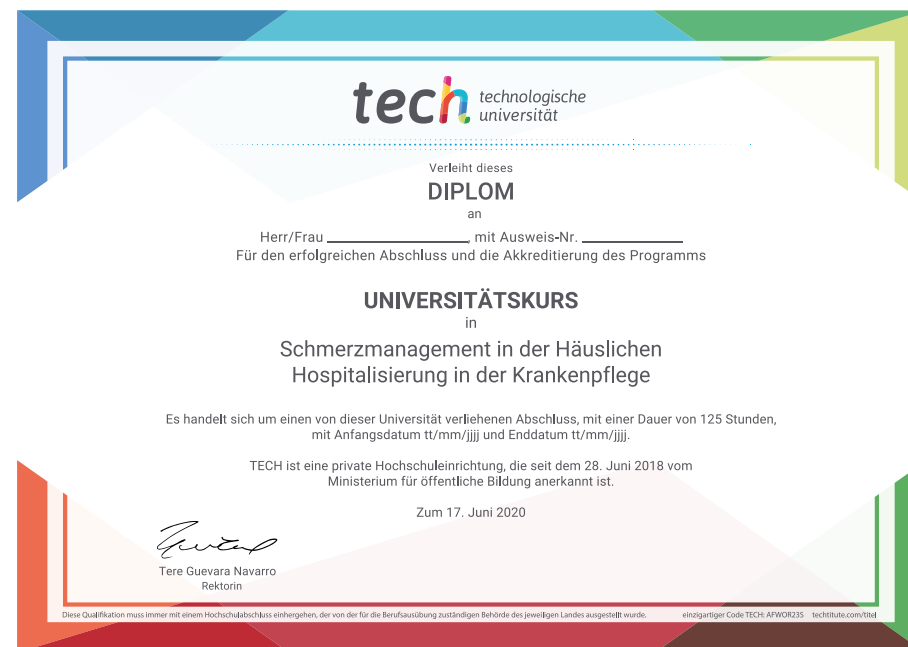 tech technologische
universität
Verleiht dieses
DIPLOM
an
Herr/Frau ________________, mit Ausweis-Nr. ____________
Für den erfolgreichen Abschluss und die Akkreditierung des Programms
UNIVERSITÄTSKURS
in
Schmerzmanagement in der Häuslichen
Hospitalisierung in der Krankenpflege
Es handelt sich um einen von dieser Universität verliehenen Abschluss, mit einer Dauer von 125 Stunden,
mit Anfangsdatum tt/mm/jjjj und Enddatum tt/mm/jjjj.
TECH ist eine private Hochschuleinrichtung, die seit dem 28. Juni 2018 vom
Ministerium für öffentliche Bildung anerkannt ist.
Zum 17. Juni 2020
Tere Guevara Navarro
Rektorin
Diese Qualifikation muss immer mit einem Hochschulabschluss einhergehen, der von der für die Berufsausübung zuständigen Behörde des jeweiligen Landes ausgestellt wurde. einzigartiger Code TECH: AFWOR23S techtitute.com/titel